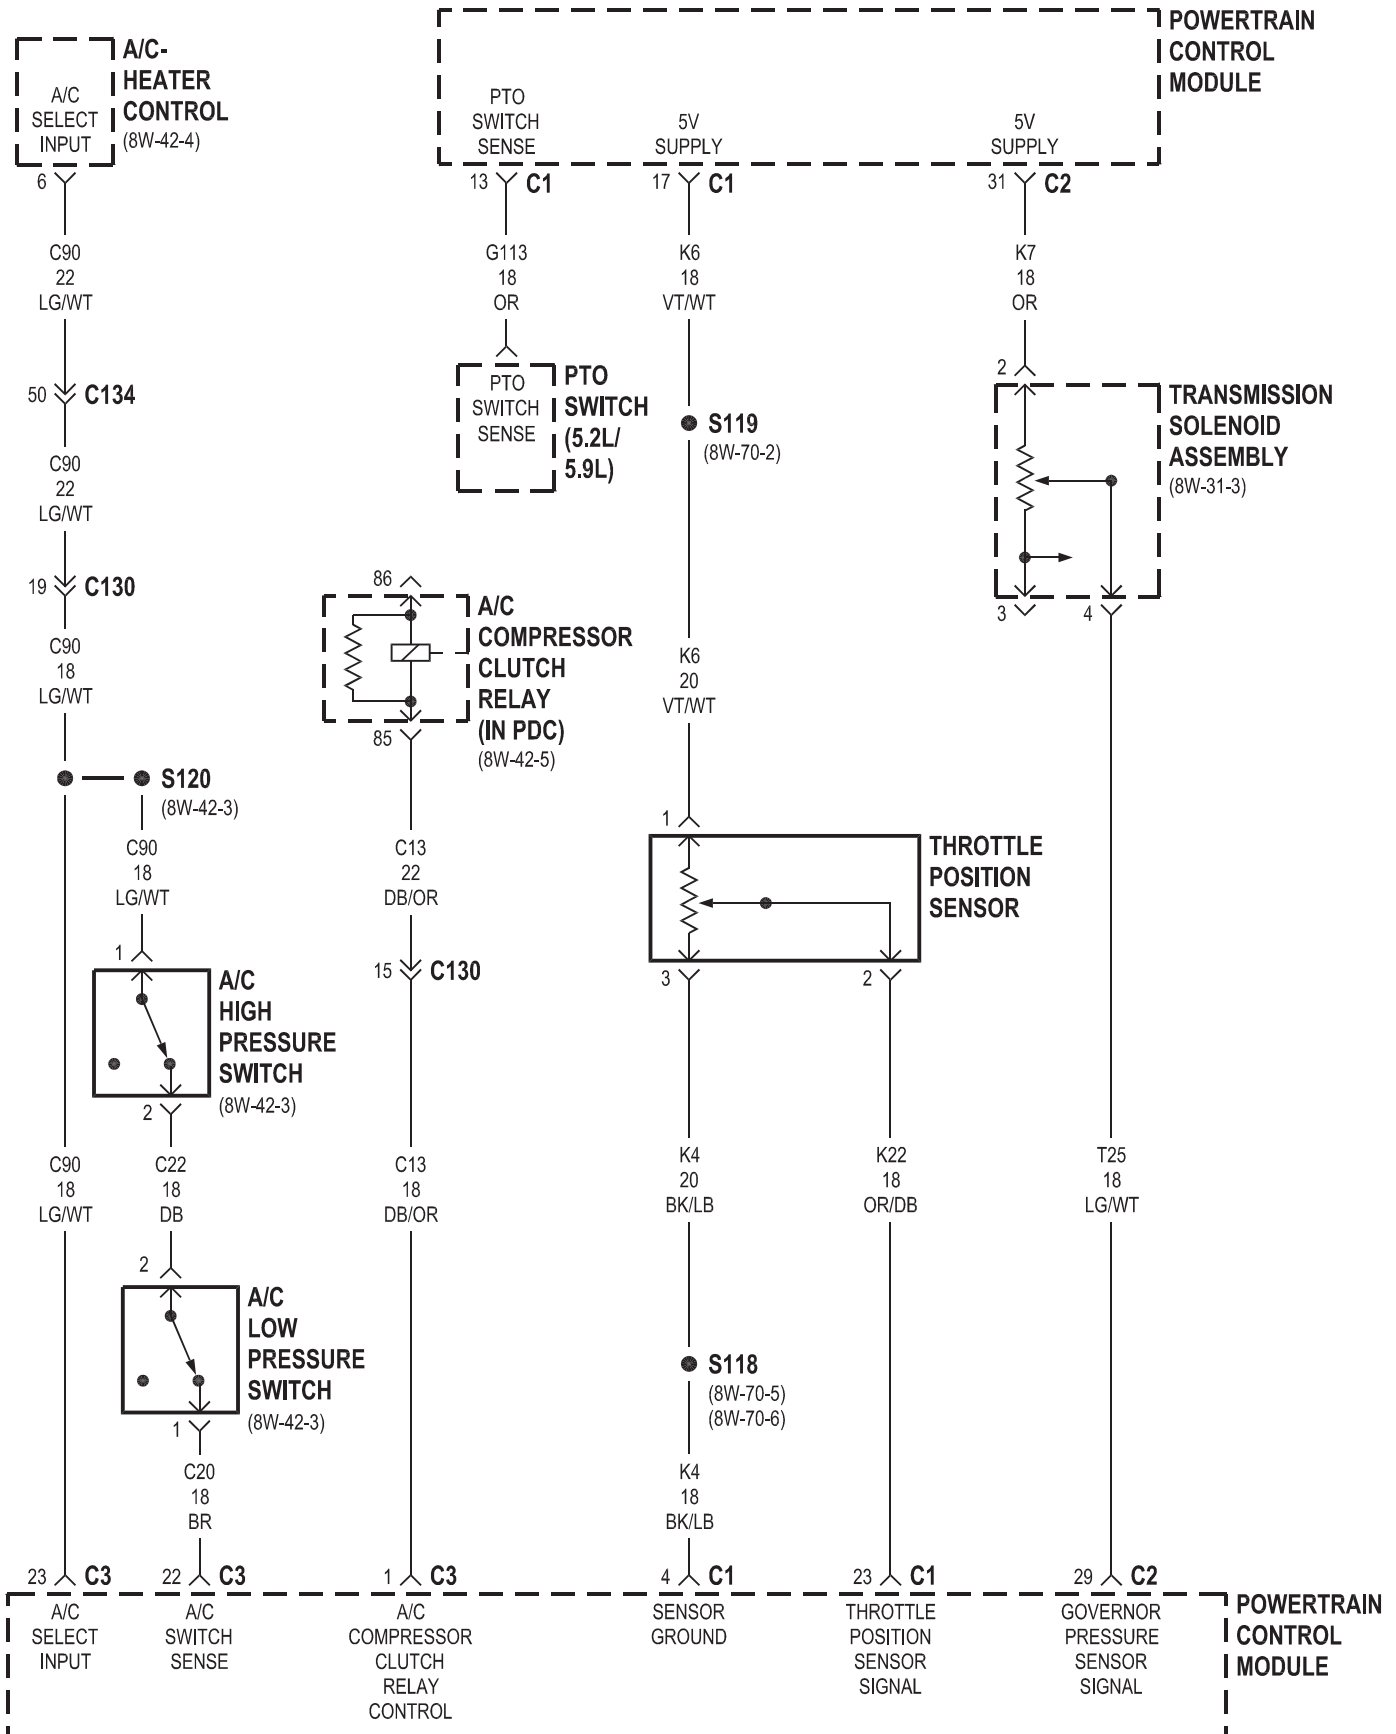 POWERTRAIN
CONTROL
MODULE
A/C-
HEATER
CONTROL
(8W-42-4)
A/C
SELECT
INPUT
PTO
SWITCH
SENSE
5V
SUPPLY
5V
SUPPLY
6
13 C1
17 C1
31 C2
C90
22
LG/WT
G113
18
OR
K6
18
VT/WT
K7
18
OR
50 C134
PTO
SWITCH
SENSE
PTO
SWITCH
(5.2L/
5.9L)
S119
(8W-70-2)
2
TRANSMISSION
SOLENOID
ASSEMBLY
(8W-31-3)
3
4
C90
22
LG/WT
19 C130
86
A/C
COMPRESSOR
CLUTCH
RELAY
(IN PDC)
(8W-42-5)
85
C90
18
LG/WT
K6
20
VT/WT
S120
(8W-42-3)
C90
18
LG/WT
C13
22
DB/OR
1
THROTTLE
POSITION
SENSOR
3
2
1
A/C
HIGH
PRESSURE
SWITCH
(8W-42-3)
2
15 C130
C90
18
LG/WT
C22
18
DB
C13
18
DB/OR
K4
20
BK/LB
K22
18
OR/DB
T25
18
LG/WT
2
A/C
LOW
PRESSURE
SWITCH
(8W-42-3)
1
S118
(8W-70-5)
(8W-70-6)
C20
18
BR
K4
18
BK/LB
23 C3
22 C3
1 C3
4 C1
23 C1
29 C2
A/C
SELECT
INPUT
A/C
SWITCH
SENSE
A/C
COMPRESSOR
CLUTCH
RELAY
CONTROL
SENSOR
GROUND
THROTTLE
POSITION
SENSOR
SIGNAL
GOVERNOR
PRESSURE
SENSOR
SIGNAL
POWERTRAIN
CONTROL
MODULE